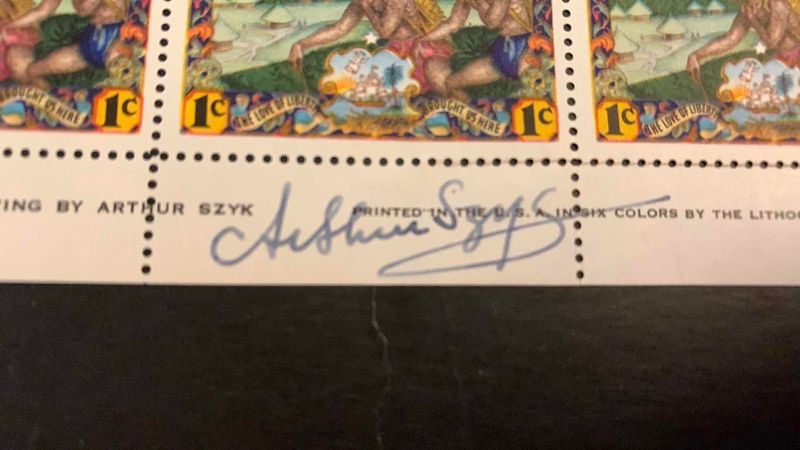 1c THE LOVE OF LIBERTY BROUGHT US HERE 1c 1c THE LOVE OF LIBERT
ING BY ARTHUR SZYK PRINTED IN THE U. S. A. IN SIX COLORS BY THE LITHO
Arthur Szyk